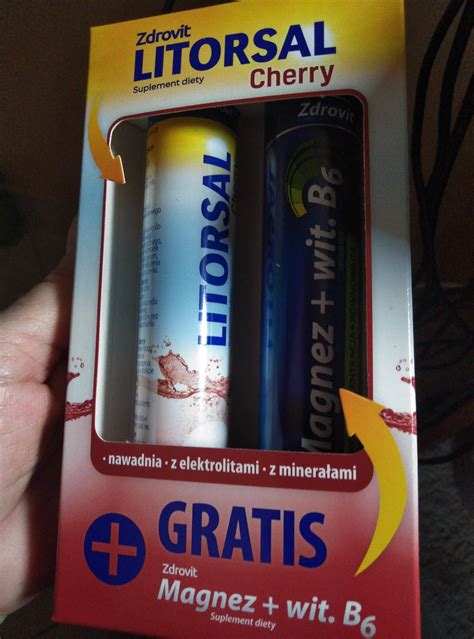 Zdrovit
LITORSAL
Cherry
Suplement diety
LITORSAL
Zdrovit
Magnez + wit. B6
• nawadnia • z elektrolitami • z minerałami
+ GRATIS
Zdrovit
Magnez + wit. B6
Suplement diety